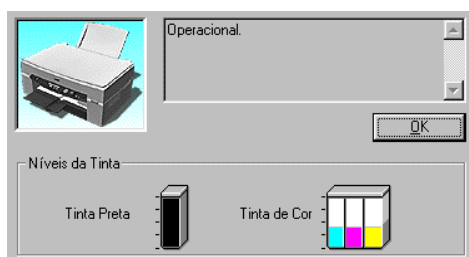 Operacional.
OK
Níveis da Tinta
Tinta Preta
Tinta de Cor